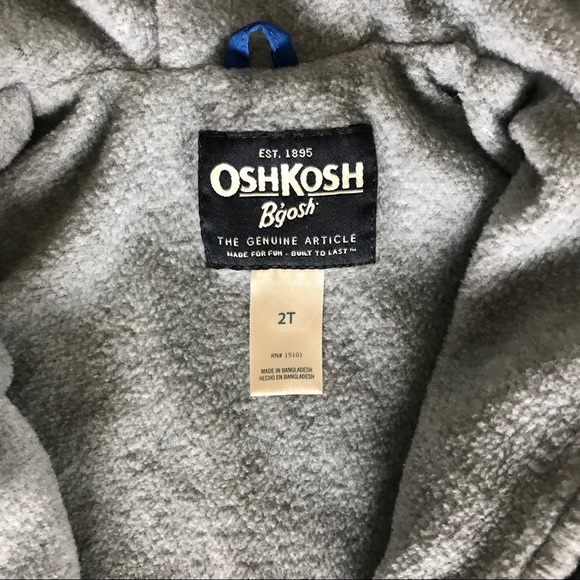 EST. 1895
OSHKOSH
B'gosh
THE GENUINE ARTICLE
MADE FOR FUN · BUILT TO LAST™
2T
RN# 15101
MADE IN BANGLADESH
HECHO EN BANGLADESH